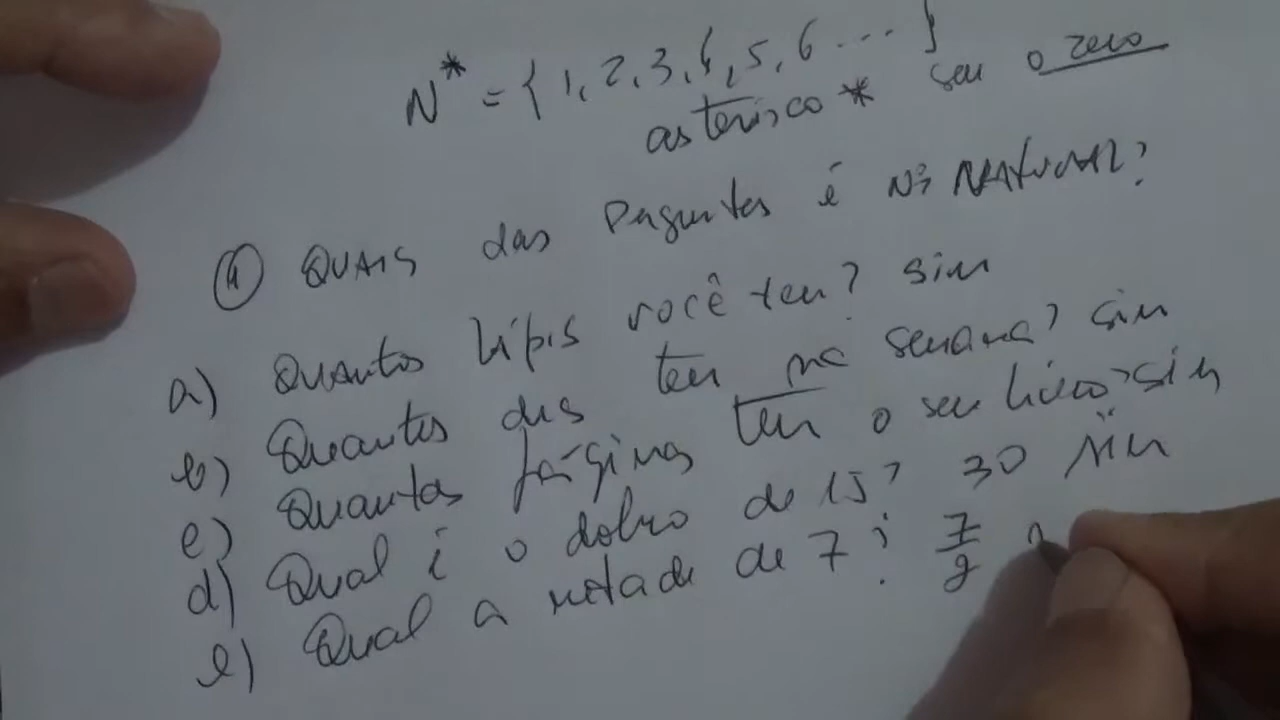 N* = { 1, 2, 3, 4, 5, 6 ... }
asterisco * sem o zero
① QUAIS das Perguntas é Nº NATURAL?
a) Quantos lápis você tem? sim
b) Quantos dias tem na semana? sim
c) Quantas páginas tem o seu livro? sim
d) Qual é o dobro de 15? 30 sim
e) Qual a metade de 7? 7/2